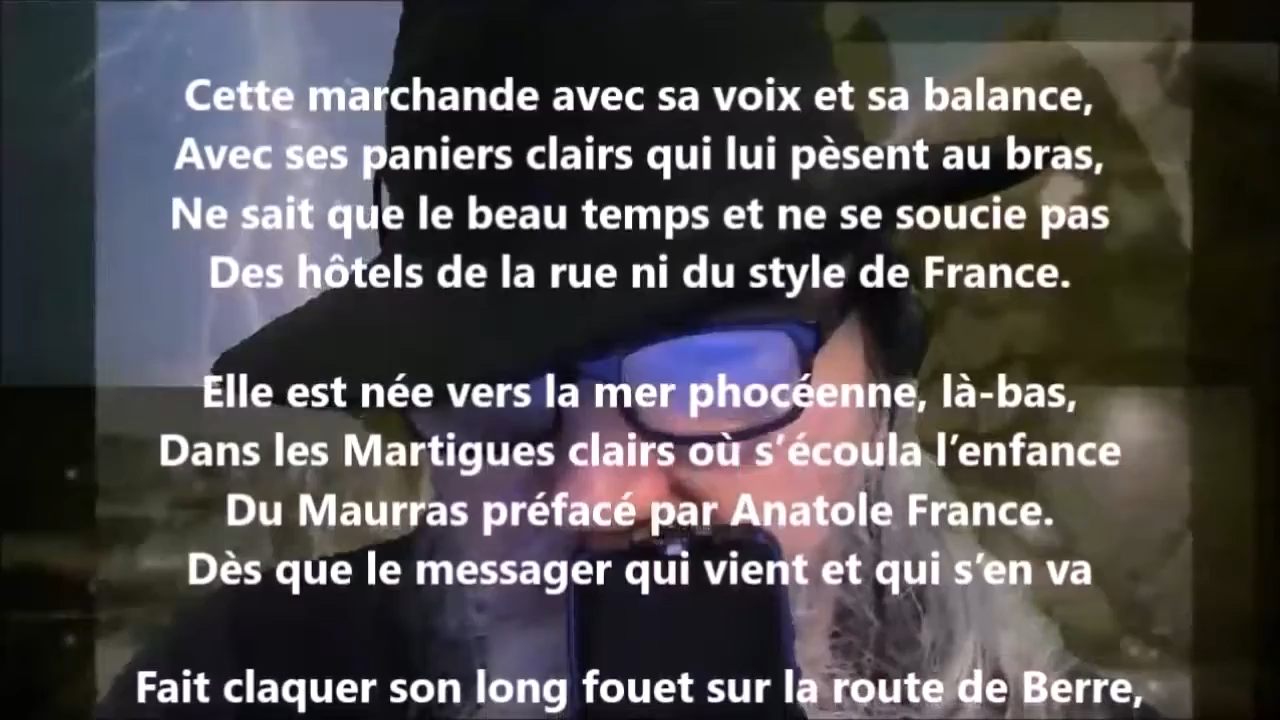 Cette marchande avec sa voix et sa balance,
Avec ses paniers clairs qui lui pèsent au bras,
Ne sait que le beau temps et ne se soucie pas
Des hôtels de la rue ni du style de France.
Elle est née vers la mer phocéenne, là-bas,
Dans les Martigues clairs où s’écoula l’enfance
Du Maurras préfacé par Anatole France.
Dès que le messager qui vient et qui s’en va
Fait claquer son long fouet sur la route de Berre,